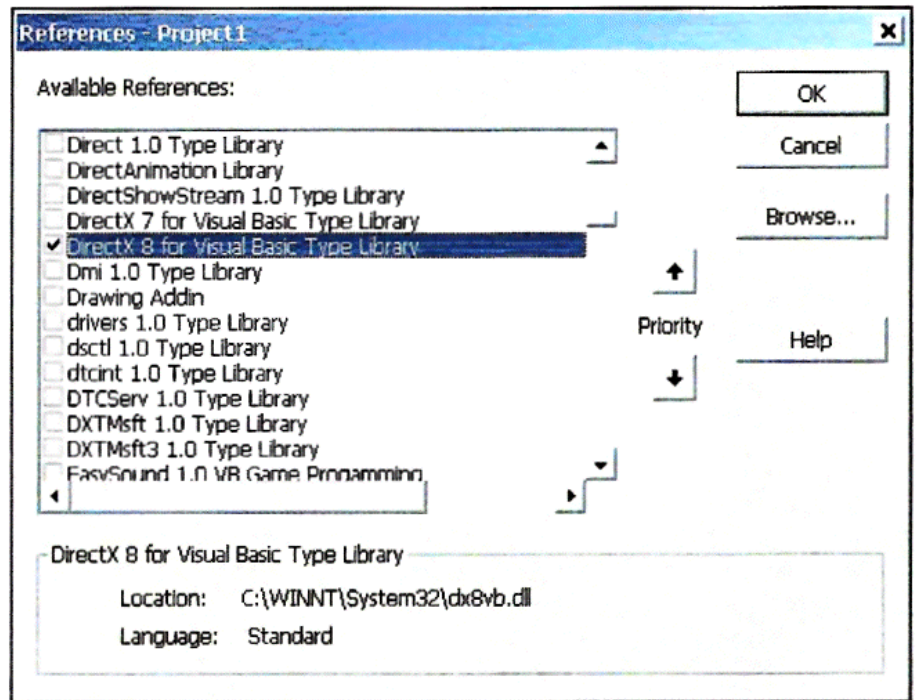 References - Project1
Available References:
Direct 1.0 Type Library
DirectAnimation Library
DirectShowStream 1.0 Type Library
DirectX 7 for Visual Basic Type Library
DirectX 8 for Visual Basic Type Library
Dmi 1.0 Type Library
Drawing Addin
drivers 1.0 Type Library
dsctl 1.0 Type Library
dtcint 1.0 Type Library
DTCServ 1.0 Type Library
DXTMsft 1.0 Type Library
DXTMsft3 1.0 Type Library
EasySound 1.0 VB Game Progamming
OK
Cancel
Browse...
Priority
Help
DirectX 8 for Visual Basic Type Library
Location: C:\WINNT\System32\dx8vb.dll
Language: Standard